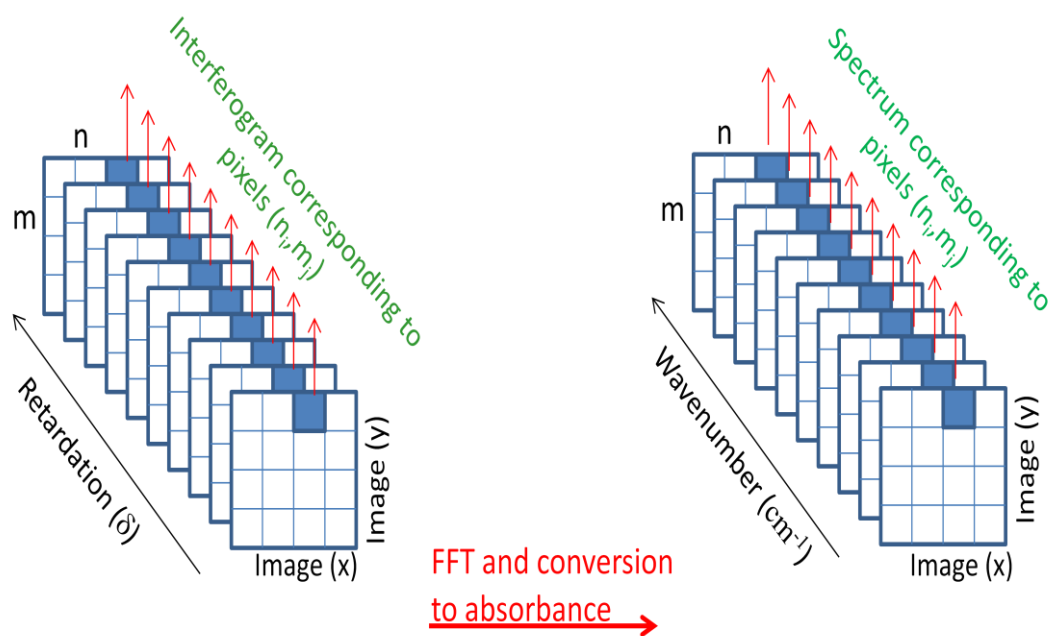 Interferogram corresponding to
pixels (nᵢ,mⱼ)
n
m
Retardation (δ)
Image (x)
Image (y)
FFT and conversion
to absorbance
Spectrum corresponding to
pixels (nᵢ,mⱼ)
n
m
Wavenumber (cm⁻¹)
Image (x)
Image (y)